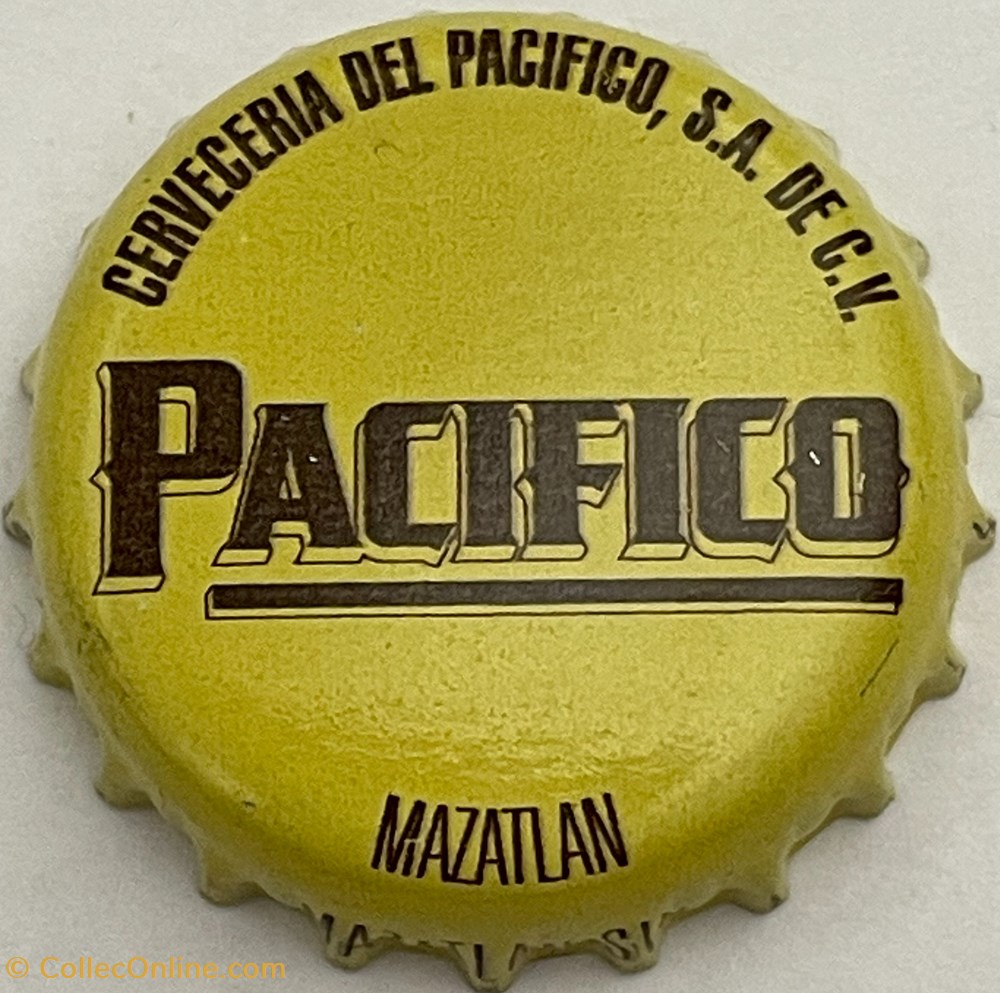 CERVECERIA DEL PACIFICO, S.A. DE C.V.
PACIFICO
MAZATLAN
© CollecOnline.com